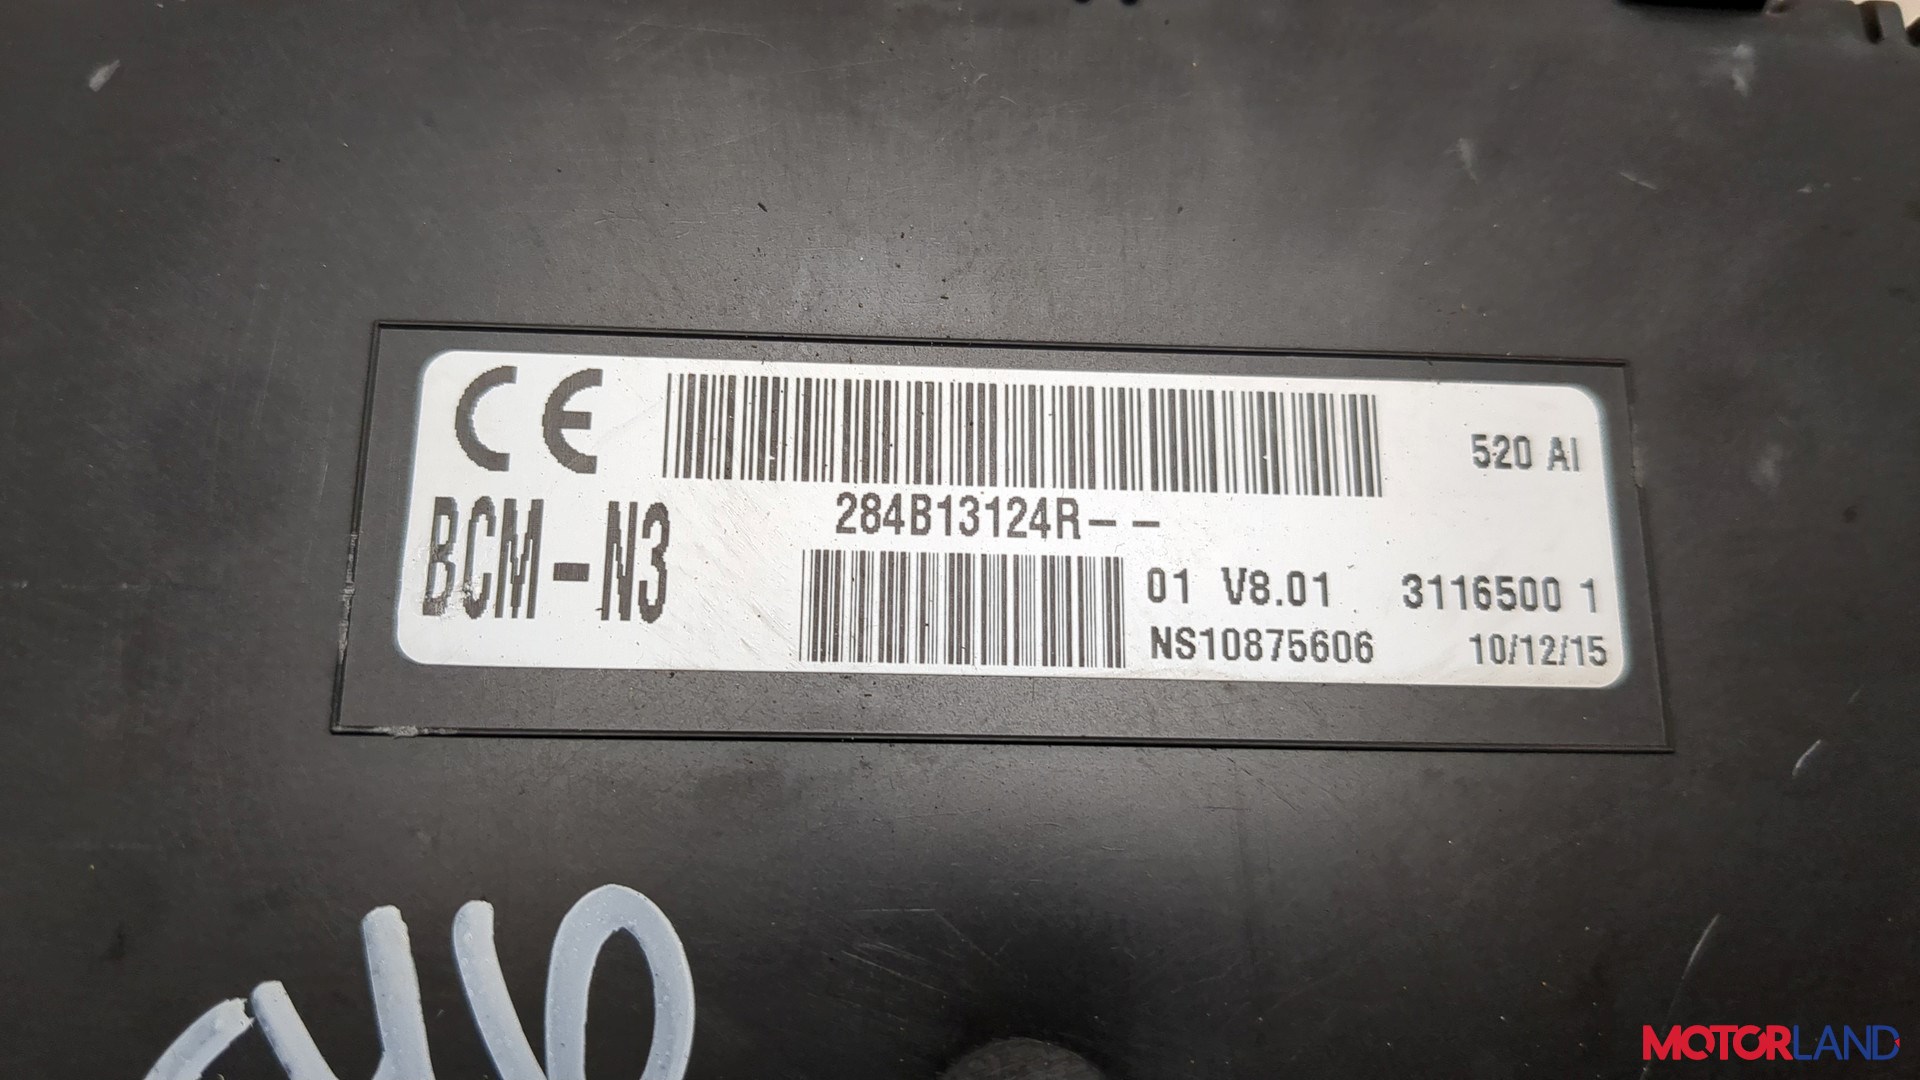 CE
520 AI
BCM-N3
284B13124R--
01 V8.01 3116500 1
NS10875606 10/12/15
MOTORLAND